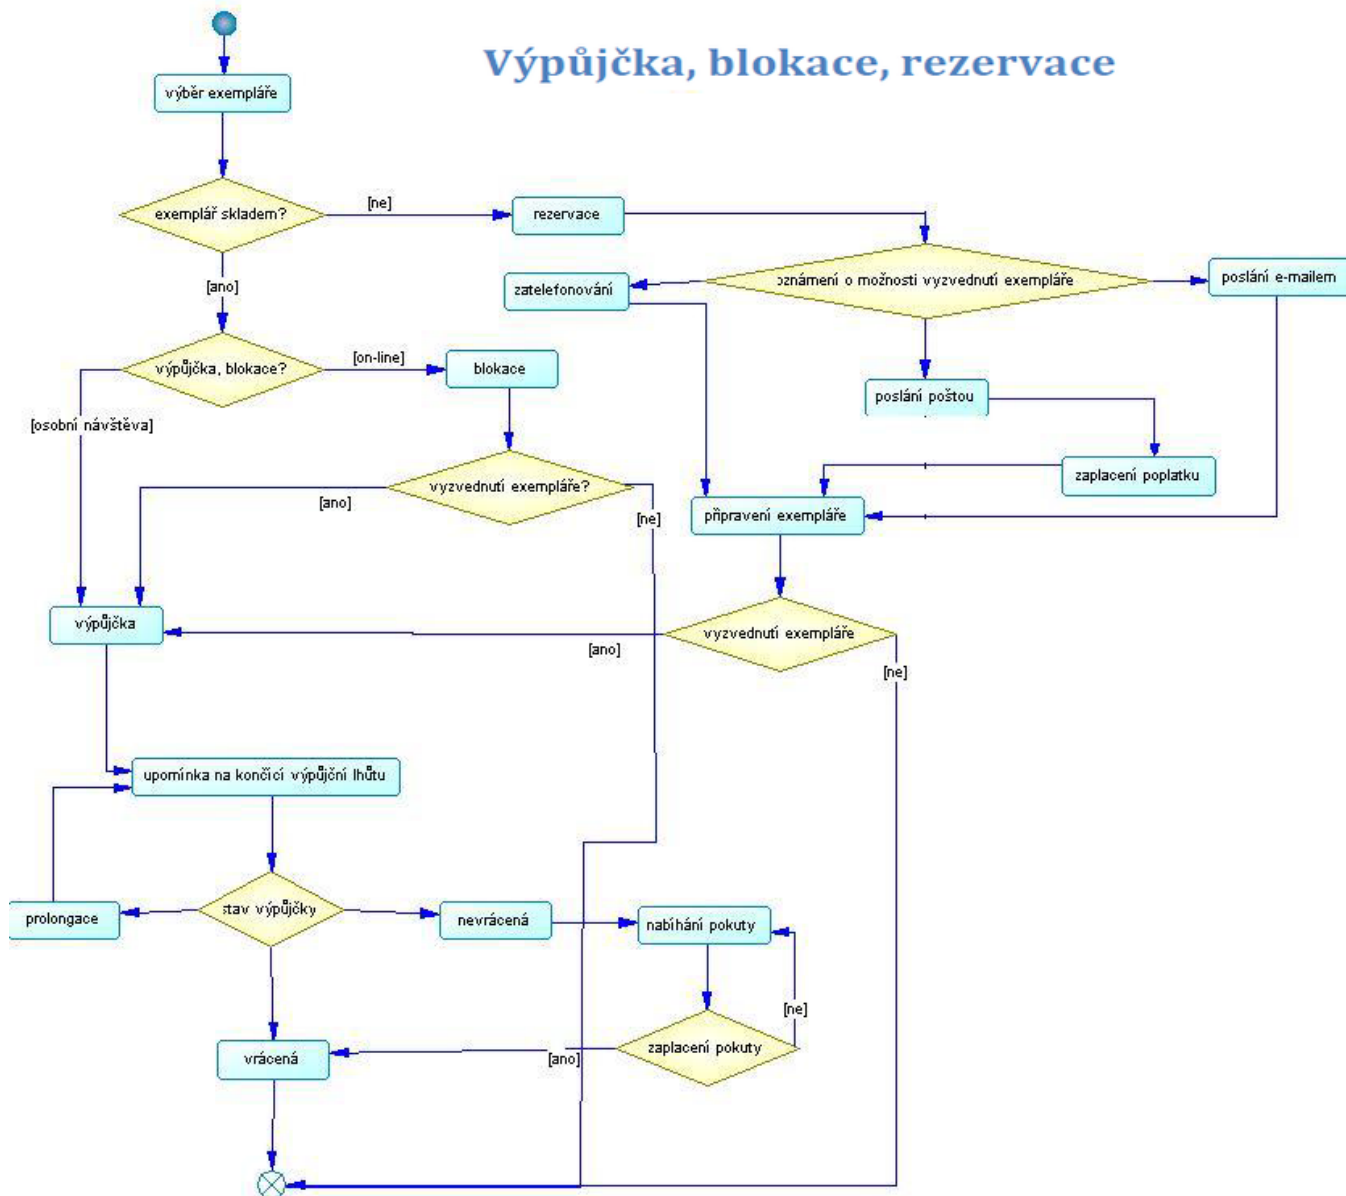 Výpůjčka, blokace, rezervace
výběr exempláře
exemplář skladem?
[ne]
rezervace
[ano]
zatelefonování
oznámení o možnosti vyzvednutí exempláře
poslání e-mailem
výpůjčka, blokace?
[on-line]
blokace
poslání poštou
[osobní návštěva]
vyzvednutí exempláře?
[ano]
[ne]
zaplacení poplatku
připravení exempláře
výpůjčka
vyzvednutí exempláře
[ano]
[ne]
upomínka na končící výpůjční lhůtu
prolongace
stav výpůjčky
nevrácená
nabíhání pokuty
[ne]
vrácená
[ano]
zaplacení pokuty